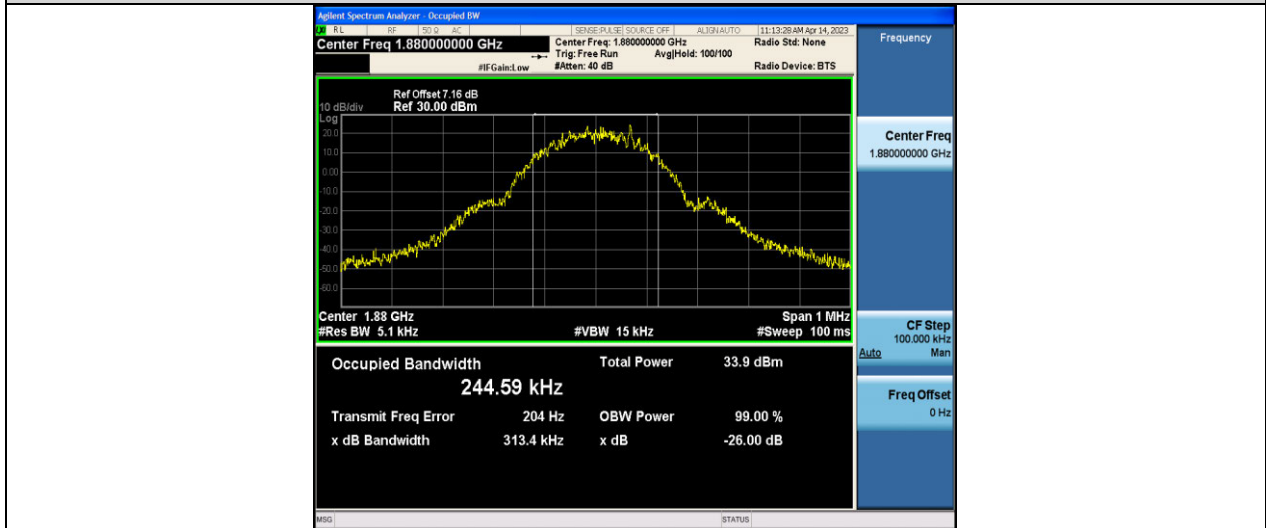 Agilent Spectrum Analyzer - Occupied BW
RL RF 50 Ω AC SENSE:PULSE SOURCE OFF ALIGN AUTO 11:13:28 AM Apr 14, 2023
Center Freq 1.880000000 GHz
Center Freq: 1.880000000 GHz
Radio Std: None
Trig: Free Run Avg|Hold: 100/100
#IFGain:Low #Atten: 40 dB Radio Device: BTS
Ref Offset 7.16 dB
10 dB/div Ref 30.00 dBm
Log
20.0
10.0
0.00
-10.0
-20.0
-30.0
-40.0
-50.0
-60.0
Center 1.88 GHz Span 1 MHz
#Res BW 5.1 kHz #VBW 15 kHz #Sweep 100 ms
Occupied Bandwidth Total Power 33.9 dBm
244.59 kHz
Transmit Freq Error 204 Hz OBW Power 99.00 %
x dB Bandwidth 313.4 kHz x dB -26.00 dB
MSG STATUS
Frequency
Center Freq
1.880000000 GHz
CF Step
100.000 kHz
Auto Man
Freq Offset
0 Hz